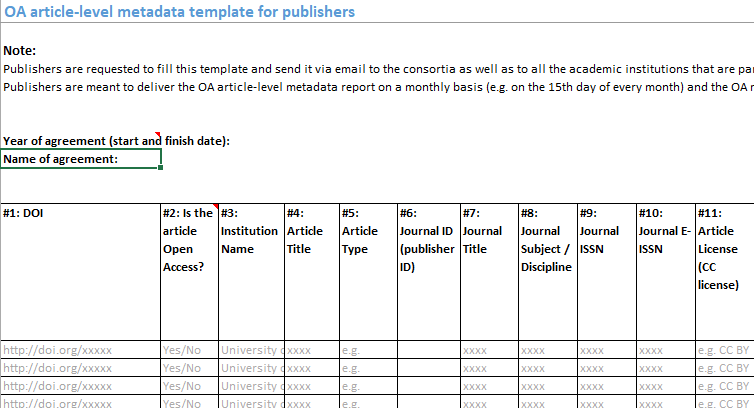 OA article-level metadata template for publishers
Note:
Publishers are requested to fill this template and send it via email to the consortia as well as to all the academic institutions that are
Publishers are meant to deliver the OA article-level metadata report on a monthly basis (e.g. on the 15th day of every month) and the OA
Year of agreement (start and finish date):
Name of agreement:
#1: DOI #2: Is the article Open Access? #3: Institution Name #4: Article Title #5: Article Type #6: Journal ID (publisher ID) #7: Journal Title #8: Journal Subject / Discipline #9: Journal ISSN #10: Journal E-ISSN #11: Article License (CC license)
http://doi.org/xxxxx Yes/No University xxxx e.g. xxxx xxxx xxxx xxxx e.g. CC BY
http://doi.org/xxxxx Yes/No University xxxx e.g. xxxx xxxx xxxx xxxx e.g. CC BY
http://doi.org/xxxxx Yes/No University xxxx e.g. xxxx xxxx xxxx xxxx e.g. CC BY
http://doi.org/xxxxx Yes/No University xxxx e.g. xxxx xxxx xxxx xxxx e.g. CC BY